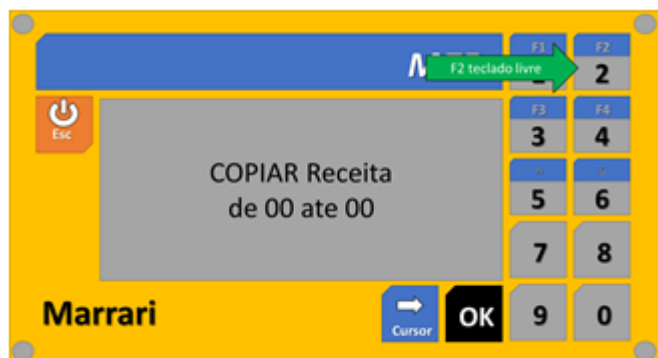 F1
F2
F2 teclado livre
2
Esc
F3
F4
3
4
COPIAR Receita
de 00 ate 00
5
6
7
8
Marrari
Cursor
OK
9
0